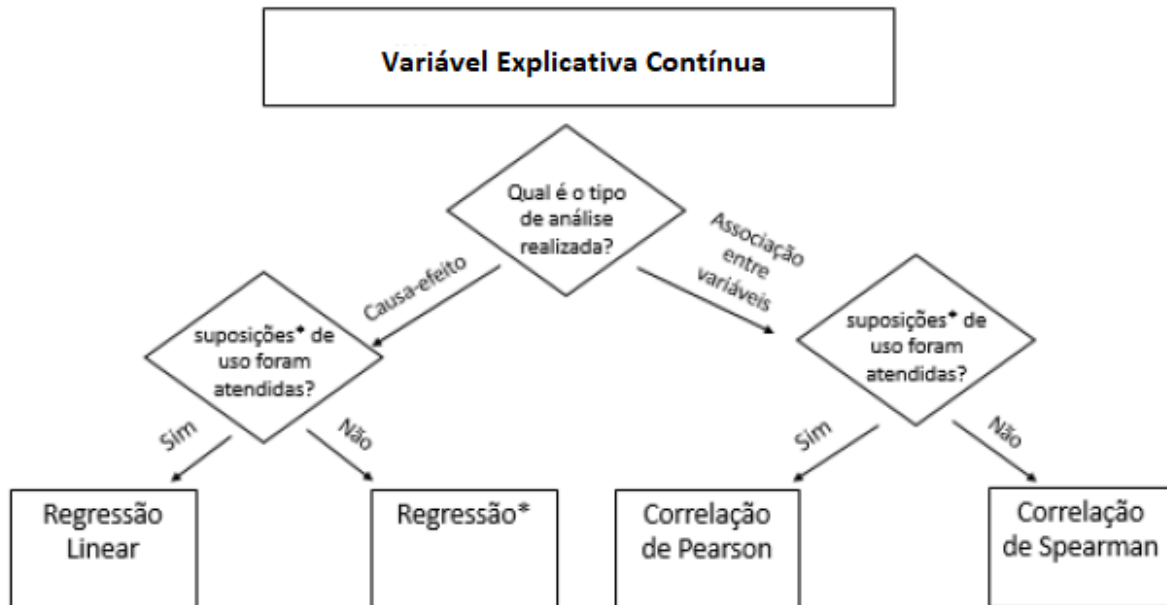 Variável Explicativa Contínua
Qual é o tipo
de análise
realizada?
Causa-efeito
Associação
entre
variáveis
suposições* de
uso foram
atendidas?
suposições* de
uso foram
atendidas?
Sim
Não
Sim
Não
Regressão
Linear
Regressão*
Correlação
de Pearson
Correlação
de Spearman